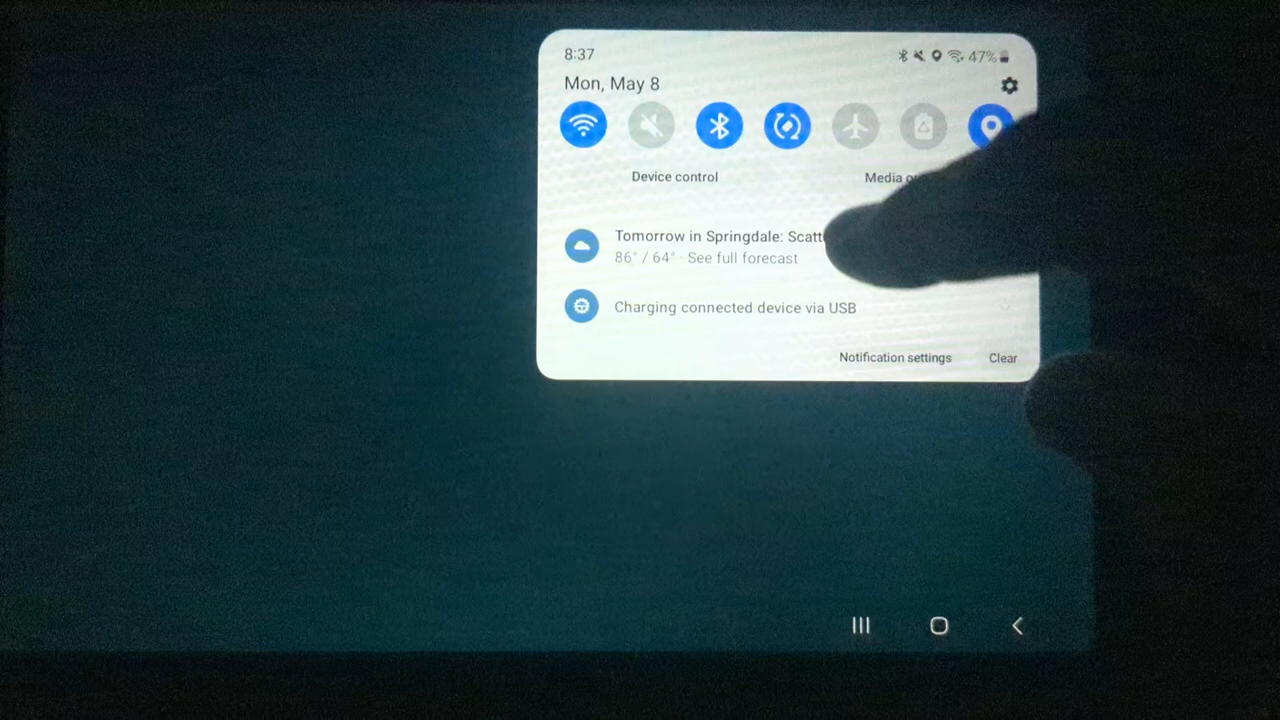 8:37
47%
Mon, May 8
Device control
Media
Tomorrow in Springdale:
86° / 64° · See full forecast
Charging connected device via USB
Notification settings
Clear